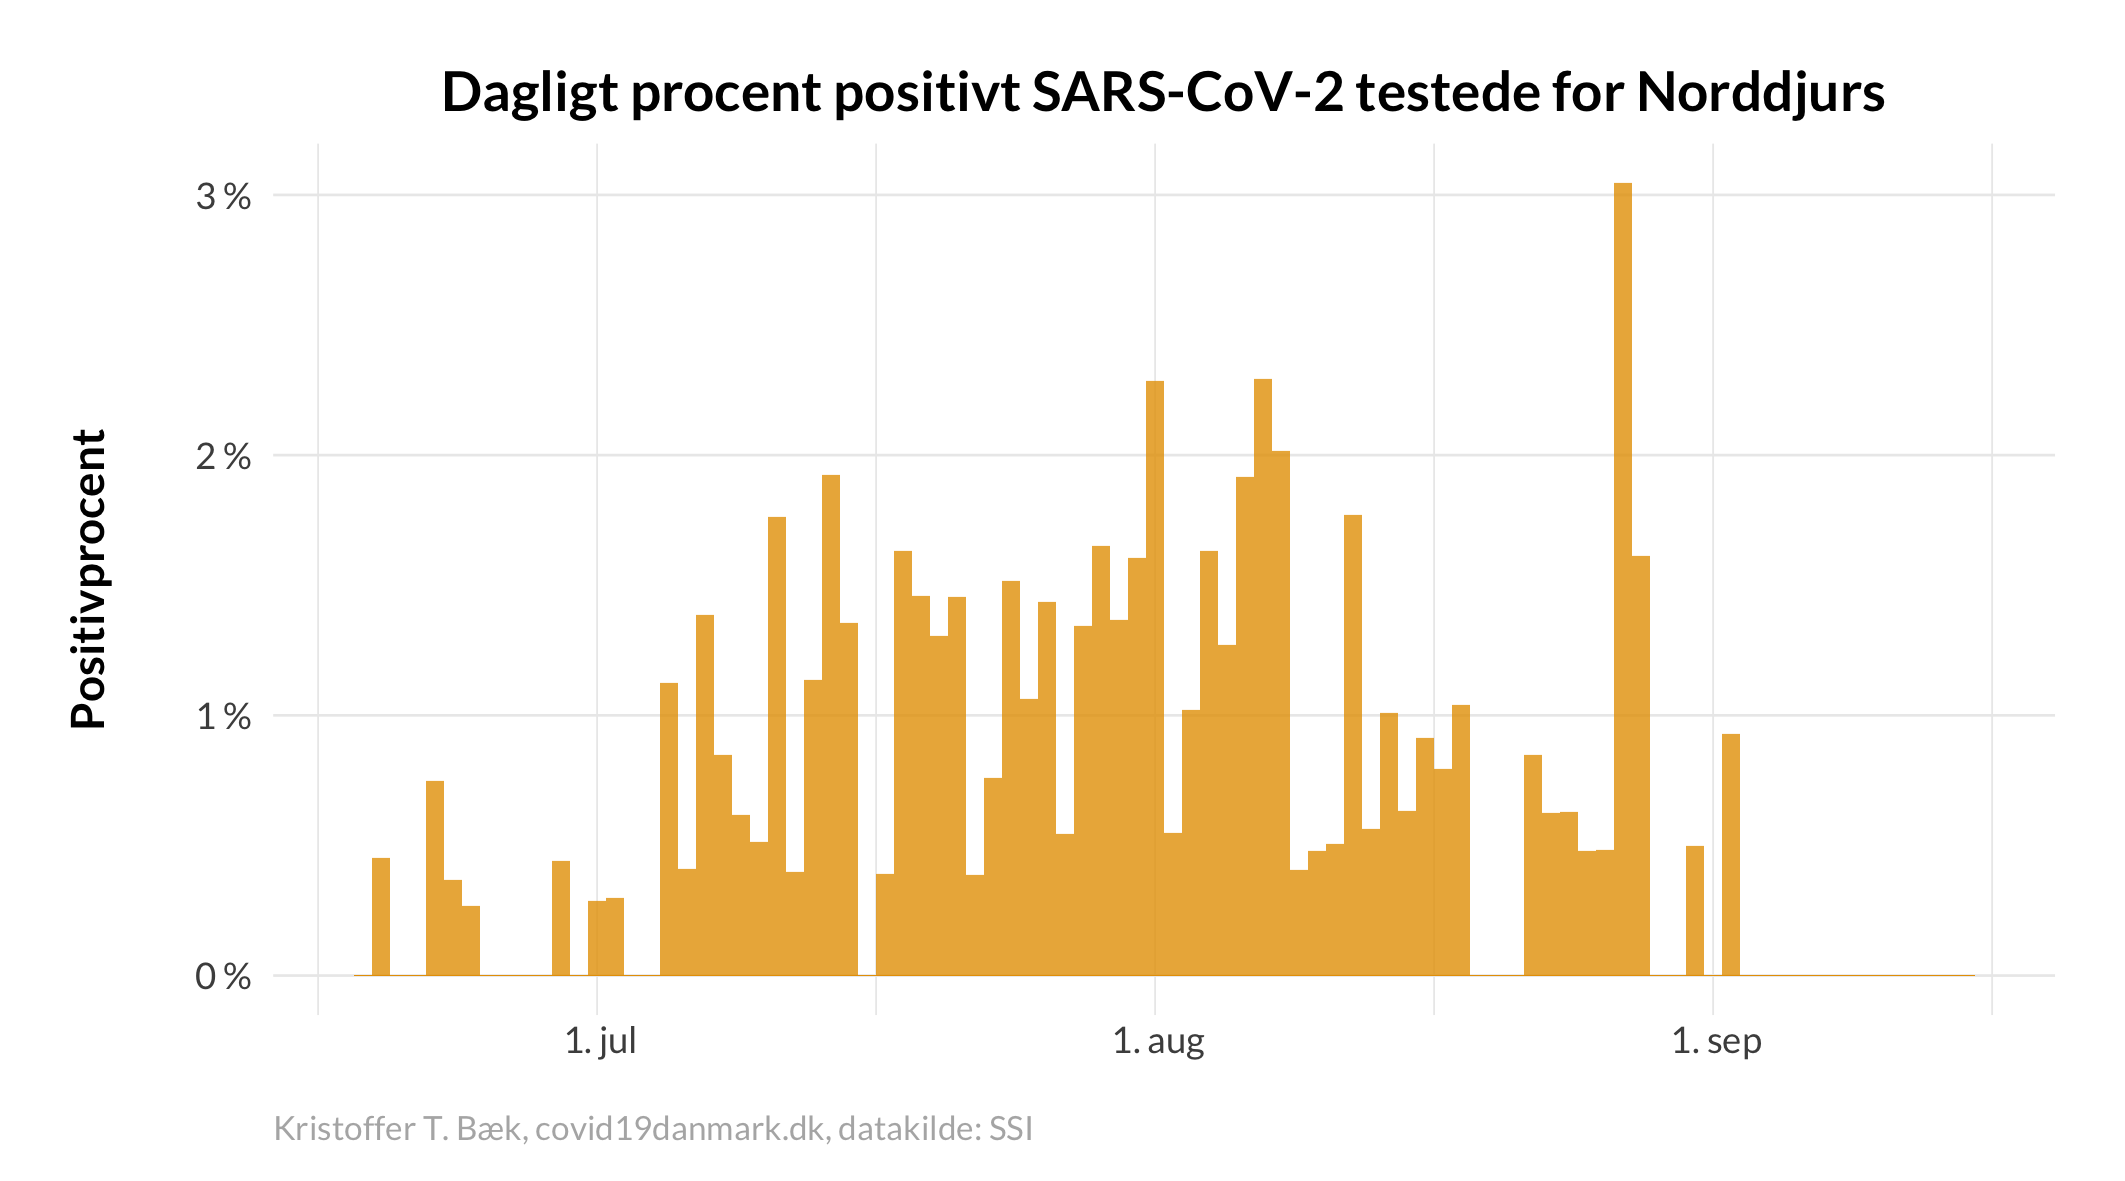 Dagligt procent positivt SARS-CoV-2 testede for Norddjurs
Positivprocent
3 %
2 %
1 %
0 %
1. jul
1. aug
1. sep
Kristoffer T. Bæk, covid19danmark.dk, datakilde: SSI